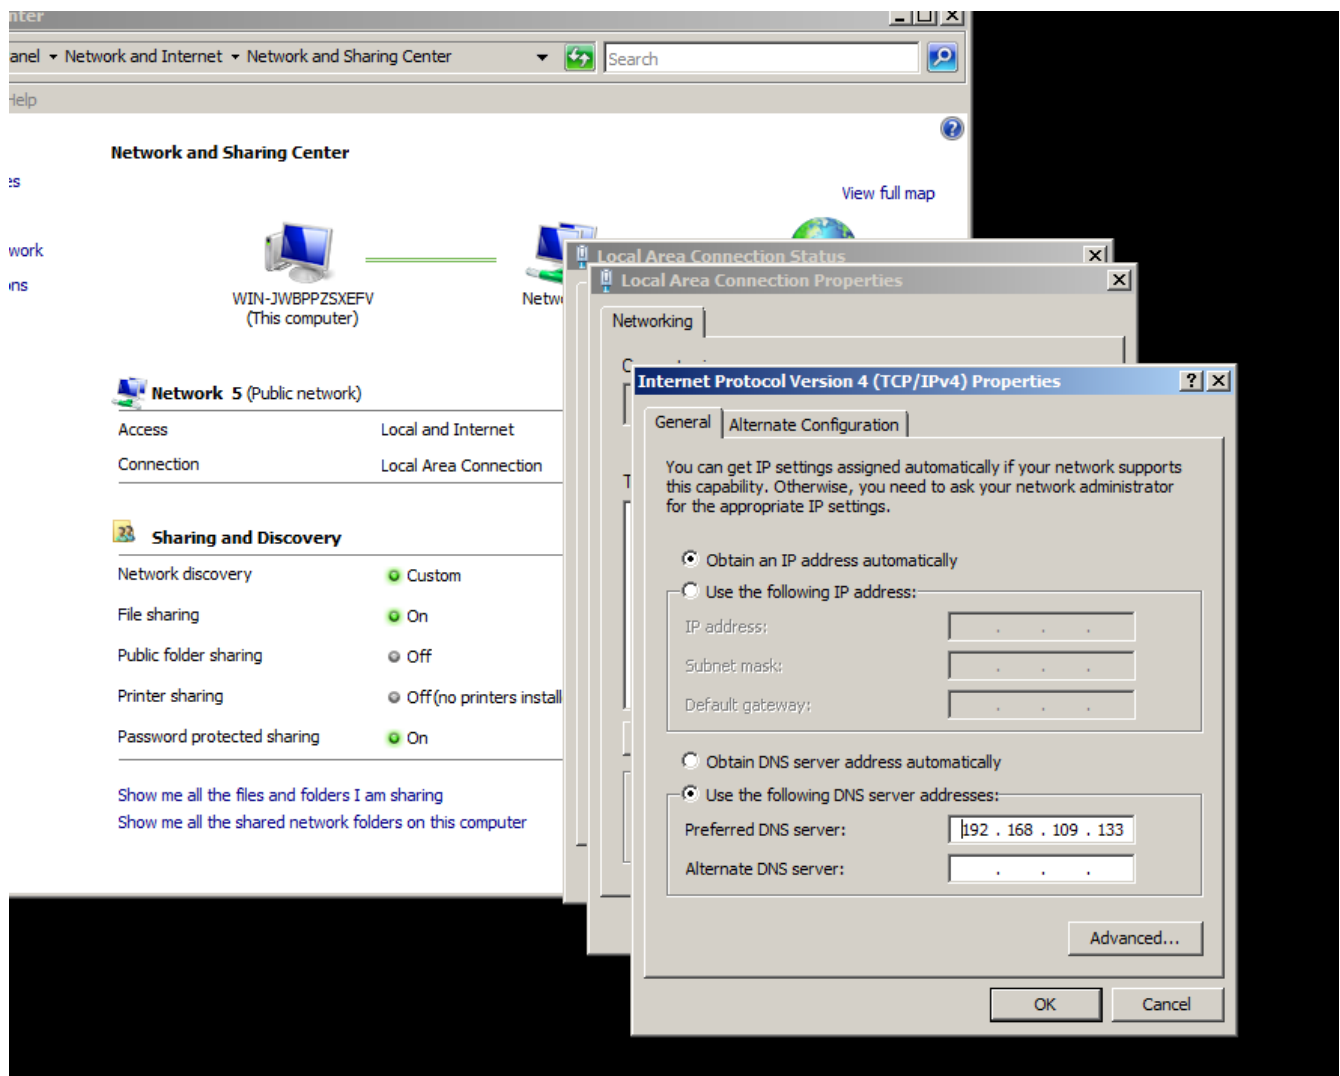 nter
anel Network and Internet Network and Sharing Center Search
Help
Network and Sharing Center
es
View full map
work
ons
WIN-JWBPPZSXEFV
(This computer)
Netw
Local Area Connection Status
Local Area Connection Properties
Networking
Network 5 (Public network)
Access Local and Internet
Connection Local Area Connection
Sharing and Discovery
Network discovery Custom
File sharing On
Public folder sharing Off
Printer sharing Off (no printers install
Password protected sharing On
Show me all the files and folders I am sharing
Show me all the shared network folders on this computer
T
Internet Protocol Version 4 (TCP/IPv4) Properties
General Alternate Configuration
You can get IP settings assigned automatically if your network supports
this capability. Otherwise, you need to ask your network administrator
for the appropriate IP settings.
Obtain an IP address automatically
Use the following IP address:
IP address: . . .
Subnet mask: . . .
Default gateway: . . .
Obtain DNS server address automatically
Use the following DNS server addresses:
Preferred DNS server: 192 . 168 . 109 . 133
Alternate DNS server: . . .
Advanced...
OK Cancel